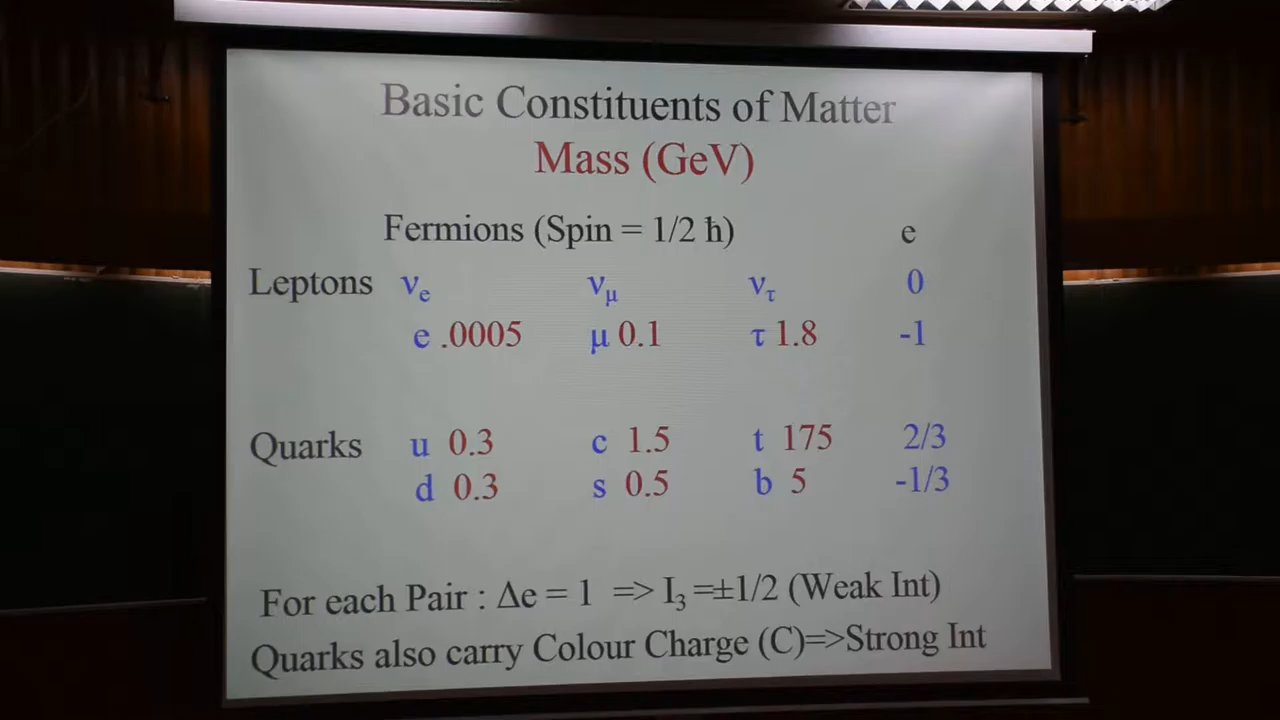 Basic Constituents of Matter
Mass (GeV)
Fermions (Spin = 1/2 ħ) e
Leptons νe νμ ντ 0
e .0005 μ 0.1 τ 1.8 -1
Quarks u 0.3 c 1.5 t 175 2/3
d 0.3 s 0.5 b 5 -1/3
For each Pair : Δe = 1 => I3 =±1/2 (Weak Int)
Quarks also carry Colour Charge (C)=>Strong Int